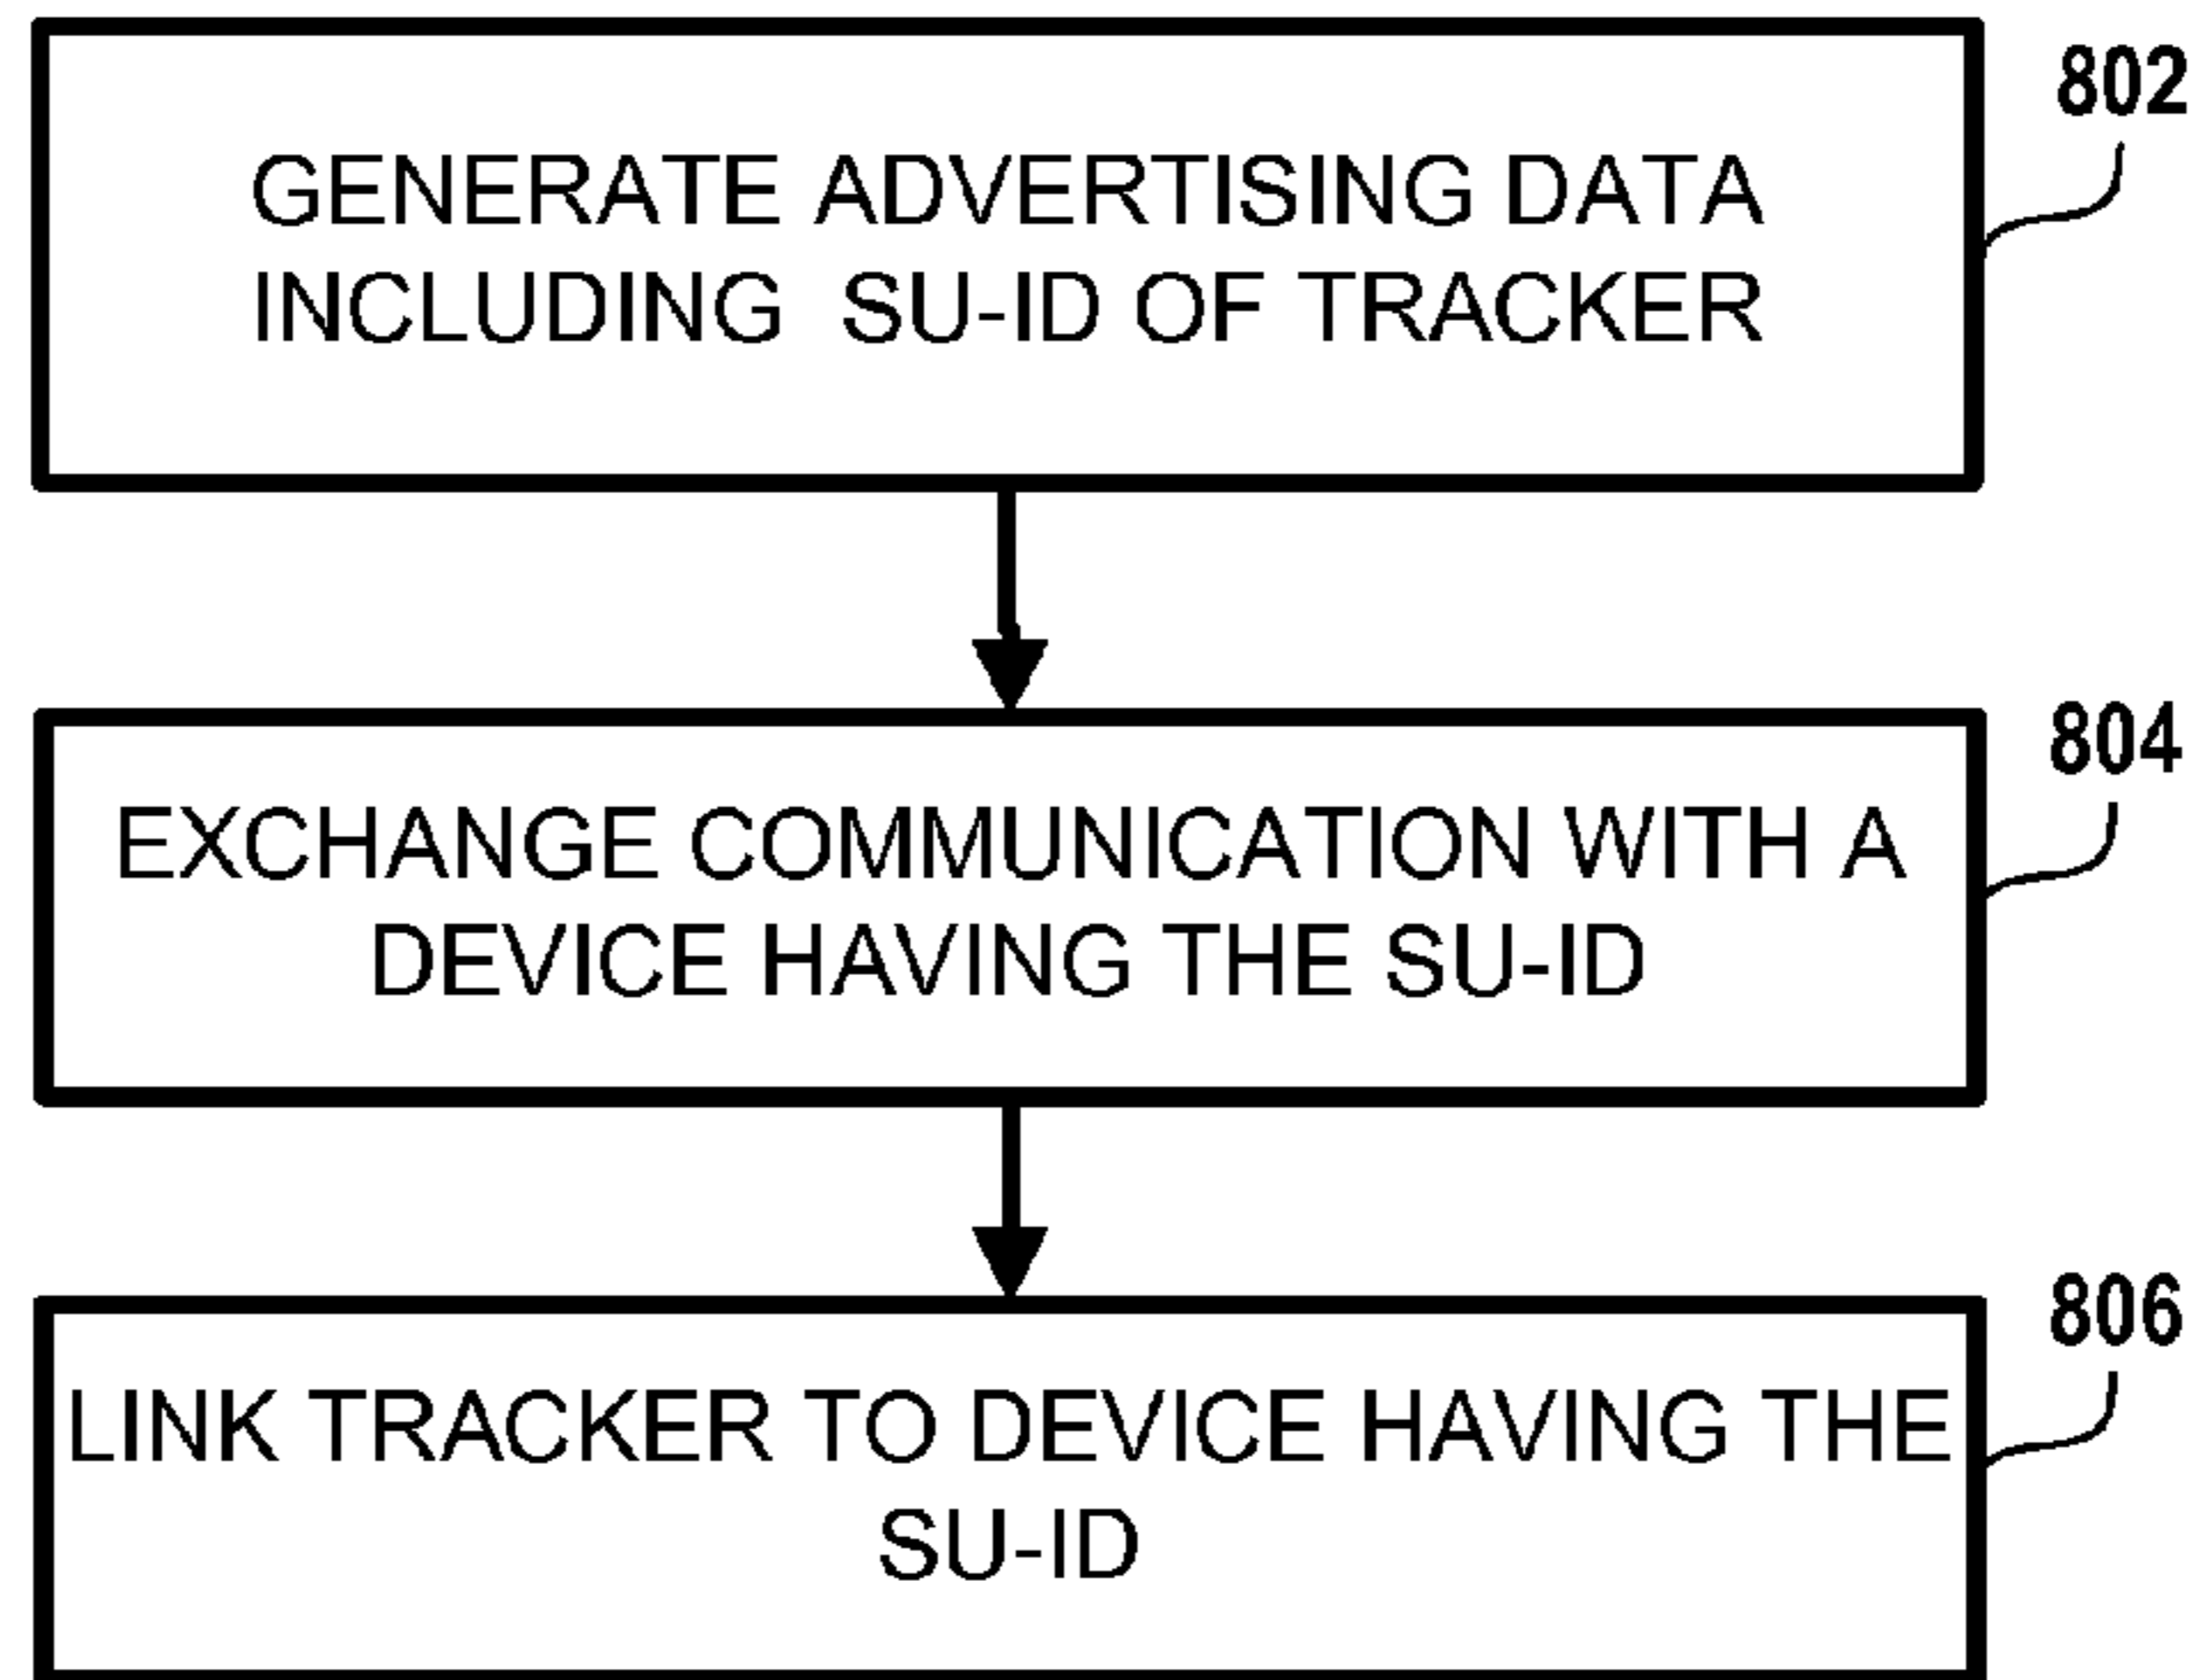 802
GENERATE ADVERTISING DATA
INCLUDING SU-ID OF TRACKER
804
EXCHANGE COMMUNICATION WITH A
DEVICE HAVING THE SU-ID
806
LINK TRACKER TO DEVICE HAVING THE
SU-ID